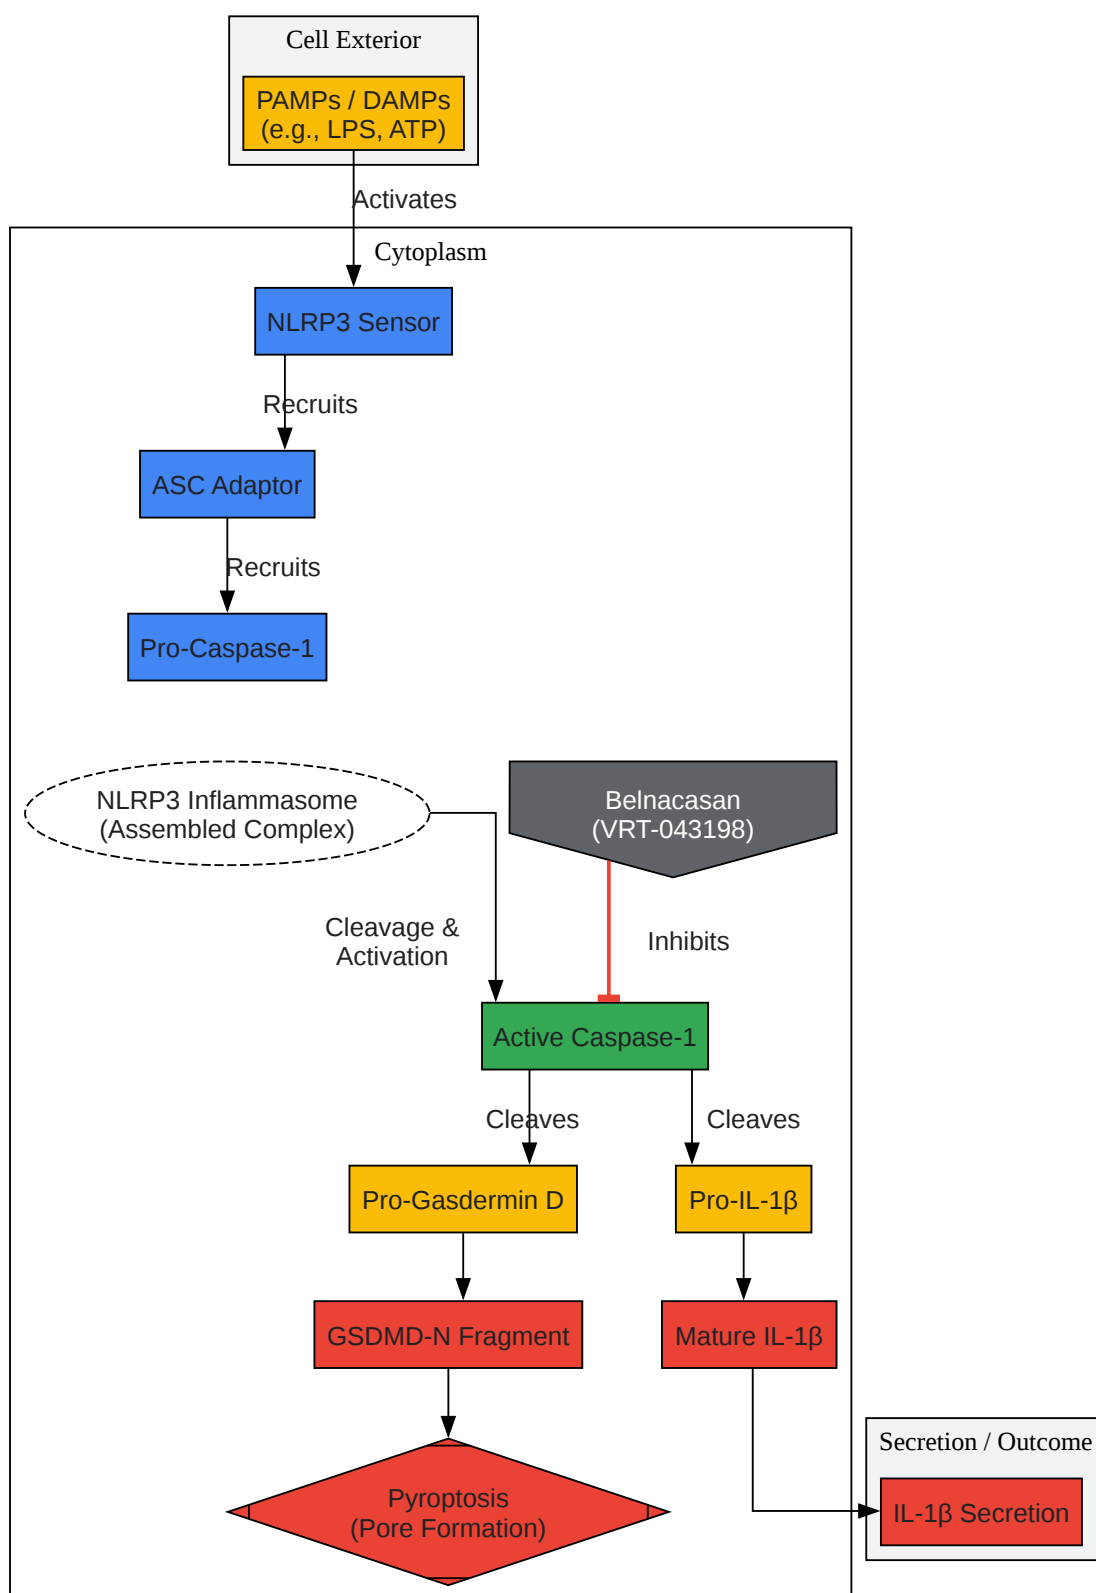 Cell Exterior
PAMPs / DAMPs
(e.g., LPS, ATP)
Activates
Cytoplasm
NLRP3 Sensor
Recruits
ASC Adaptor
Recruits
Pro-Caspase-1
NLRP3 Inflammasome
(Assembled Complex)
Belnacasan
(VRT-043198)
Cleavage &
Activation
Inhibits
Active Caspase-1
Cleaves
Cleaves
Pro-Gasdermin D
Pro-IL-1β
GSDMD-N Fragment
Mature IL-1β
Pyroptosis
(Pore Formation)
Secretion / Outcome
IL-1β Secretion